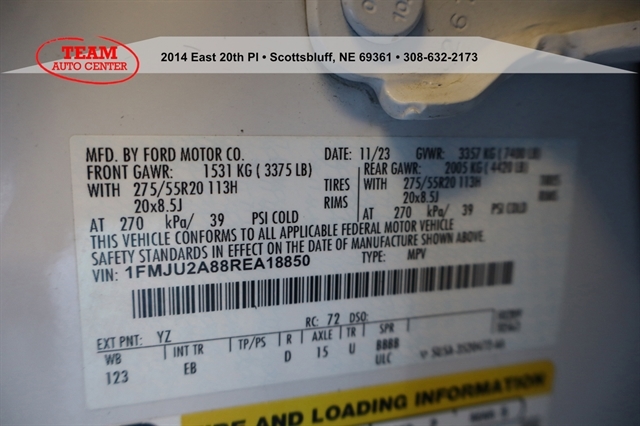 TEAM
AUTO CENTER
2014 East 20th Pl • Scottsbluff, NE 69361 • 308-632-2173
MFD. BY FORD MOTOR CO. DATE: 11/23 GVWR: 3357 KG ( 7400 LB)
FRONT GAWR: 1531 KG ( 3375 LB) REAR GAWR: 2005 KG ( 4420 LB)
WITH 275/55R20 113H TIRES WITH 275/55R20 113H TIRES
20x8.5J RIMS 20x8.5J RIMS
AT 270 kPa/ 39 PSI COLD AT 270 kPa/ 39 PSI COLD
THIS VEHICLE CONFORMS TO ALL APPLICABLE FEDERAL MOTOR VEHICLE
SAFETY STANDARDS IN EFFECT ON THE DATE OF MANUFACTURE SHOWN ABOVE.
VIN: 1FMJU2A88REA18850 TYPE: MPV
EXT PNT: YZ RC: 72 DSO:
WB INT TR TP/PS R AXLE TR SPR
123 EB D 15 U 8888
ULC
AND LOADING INFORMATION